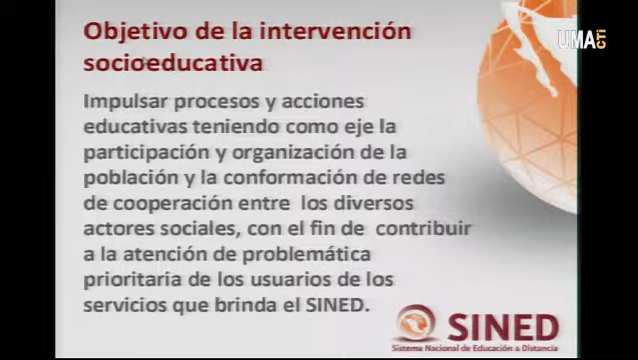 Objetivo de la intervención
socioeducativa
Impulsar procesos y acciones
educativas teniendo como eje la
participación y organización de la
población y la conformación de redes
de cooperación entre los diversos
actores sociales, con el fin de contribuir
a la atención de problemática
prioritaria de los usuarios de los
servicios que brinda el SINED.
UMA CTI
SINED
Sistema Nacional de Educación a Distancia